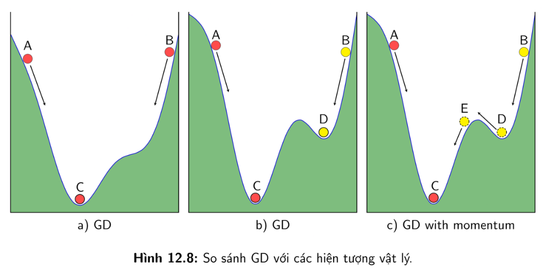 A
B
C
a) GD
A
B
D
C
b) GD
A
B
E
D
C
c) GD with momentum
Hình 12.8: So sánh GD với các hiện tượng vật lý.